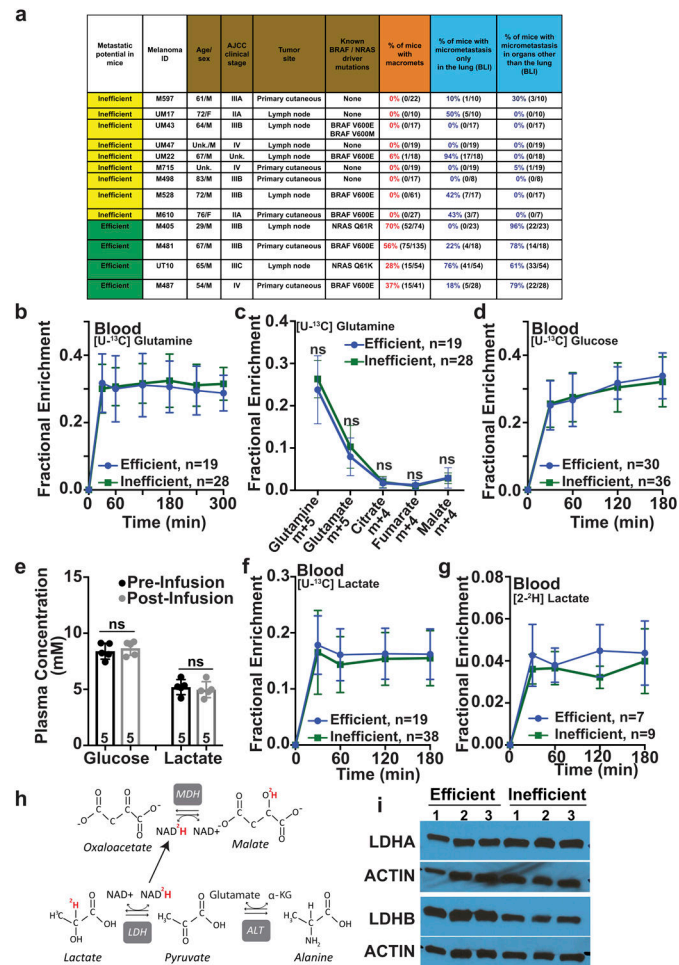 a
Metastatic potential in mice | Melanoma ID | Age/ sex | AJCC clinical stage | Tumor site | Known BRAF / NRAS driver mutations | % of mice with macromets | % of mice with micrometastasis only in the lung (BLI) | % of mice with micrometastasis in organs other than the lung (BLI)
Inefficient M597 61/M IIIA Primary cutaneous None 0% (0/22) 10% (1/10) 30% (3/10)
Inefficient UM17 72/F IIA Lymph node None 0% (0/10) 50% (5/10) 0% (0/10)
Inefficient UM43 64/M IIIB Lymph node BRAF V600E BRAF V600M 0% (0/17) 0% (0/17) 0% (0/17)
Inefficient UM47 Unk./M IV Lymph node None 0% (0/19) 0% (0/19) 0% (0/19)
Inefficient UM22 67/M Unk. Lymph node BRAF V600E 6% (1/18) 94% (17/18) 0% (0/18)
Inefficient M715 Unk. IV Primary cutaneous None 0% (0/19) 0% (0/19) 5% (1/19)
Inefficient M498 83/M IIIB Primary cutaneous None 0% (0/17) 0% (0/8) 0% (0/8)
Inefficient M528 72/M IIIB Lymph node BRAF V600E 0% (0/61) 42% (7/17) 0% (0/17)
Inefficient M610 76/F IIA Lymph node BRAF V600E 0% (0/27) 43% (3/7) 0% (0/7)
Efficient M405 29/M IIIB Lymph node NRAS Q61R 70% (52/74) 0% (0/23) 96% (22/23)
Efficient M481 67/M IIIB Primary cutaneous BRAF V600E 56% (75/135) 22% (4/18) 78% (14/18)
Efficient UT10 65/M IIIC Lymph node NRAS Q61K 28% (15/54) 76% (41/54) 61% (33/54)
Efficient M487 54/M IV Primary cutaneous BRAF V600E 37% (15/41) 18% (5/28) 79% (22/28)
b
Blood
[U-¹³C] Glutamine
Fractional Enrichment
0.4
0.2
0.0
Efficient, n=19
Inefficient, n=28
0 60 120 180 240 300
Time (min)
c
[U-¹³C] Glutamine
Fractional Enrichment
0.4
0.3
0.2
0.1
0.0
Efficient, n=19
Inefficient, n=28
ns ns ns ns ns
Glutamine m+5
Glutamate m+5
Citrate m+4
Fumarate m+4
Malate m+4
d
Blood
[U-¹³C] Glucose
Fractional Enrichment
0.4
0.2
0.0
Efficient, n=30
Inefficient, n=36
0 60 120 180
Time (min)
e
Pre-Infusion
Post-Infusion
Plasma Concentration (mM)
15
10
5
0
ns ns
5 5 5 5
Glucose Lactate
f
Blood
[U-¹³C] Lactate
Fractional Enrichment
0.3
0.2
0.1
0.0
Efficient, n=19
Inefficient, n=38
0 60 120 180
Time (min)
g
Blood
[2-²H] Lactate
Fractional Enrichment
0.08
0.06
0.04
0.02
0.00
Efficient, n=7
Inefficient, n=9
0 60 120 180
Time (min)
h
MDH
NAD²H NAD+
Oxaloacetate
Malate
NAD+ NAD²H
LDH
Glutamate α-KG
ALT
Lactate
Pyruvate
Alanine
i
Efficient Inefficient
1 2 3 1 2 3
LDHA
ACTIN
LDHB
ACTIN